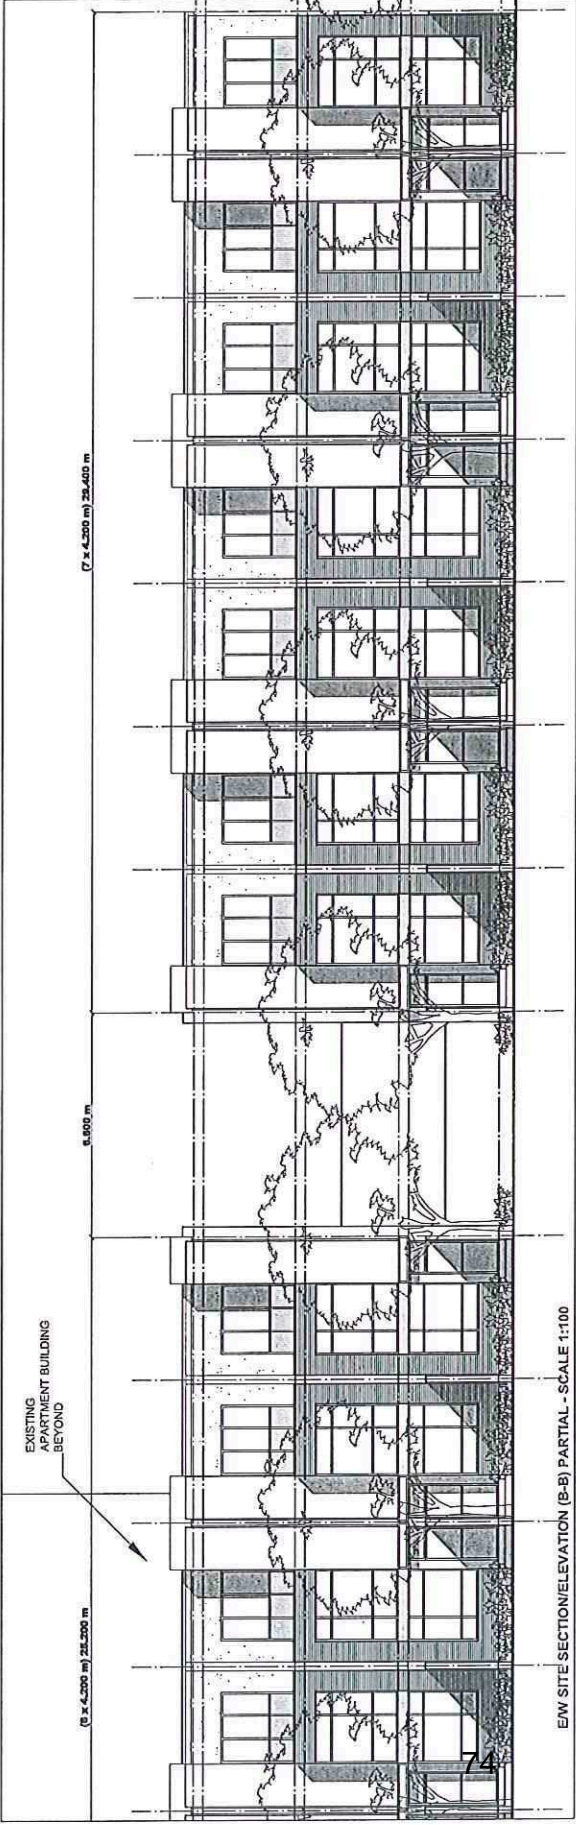 EXISTING
APARTMENT BUILDING
BEYOND
(6 x 4.200 m) 25.200 m
6.600 m
(7 x 4.200 m) 29.400 m
E/W SITE SECTION/ELEVATION (B-B) PARTIAL - SCALE 1:100
74